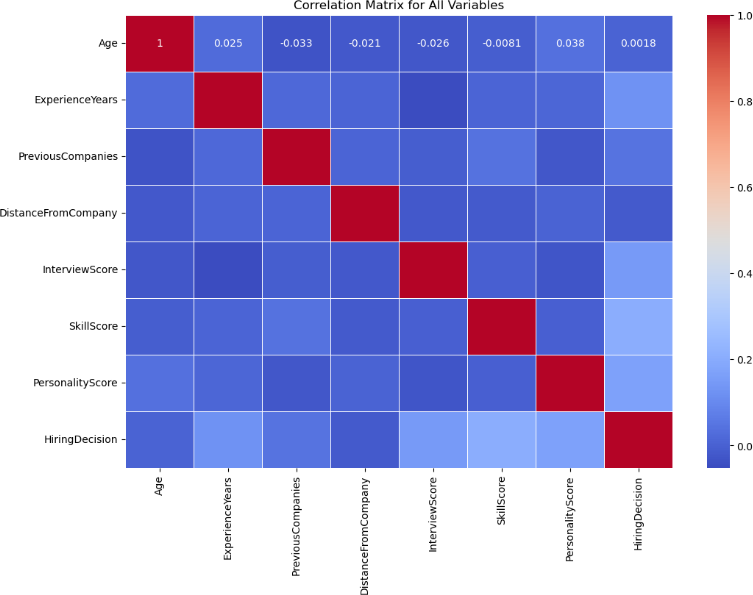 Correlation Matrix for All Variables
Age 1 0.025 -0.033 -0.021 -0.026 -0.0081 0.038 0.0018
ExperienceYears
PreviousCompanies
DistanceFromCompany
InterviewScore
SkillScore
PersonalityScore
HiringDecision
Age
ExperienceYears
PreviousCompanies
DistanceFromCompany
InterviewScore
SkillScore
PersonalityScore
HiringDecision
1.0
0.8
0.6
0.4
0.2
0.0